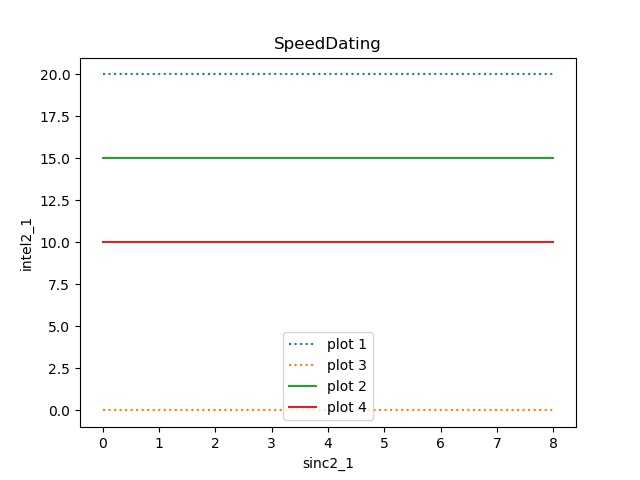 SpeedDating
20.0
17.5
15.0
12.5
10.0
7.5
5.0
2.5
0.0
intel2_1
plot 1
plot 3
plot 2
plot 4
0 1 2 3 4 5 6 7 8
sinc2_1